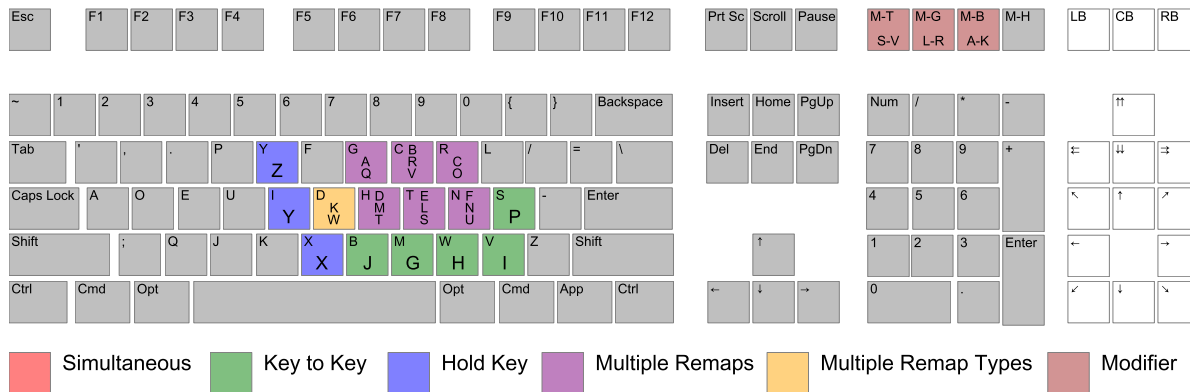 Esc F1 F2 F3 F4 F5 F6 F7 F8 F9 F10 F11 F12 Prt Sc Scroll Pause M-T M-G M-B M-H LB CB RB
S-V L-R A-K
~ 1 2 3 4 5 6 7 8 9 0 { } Backspace Insert Home PgUp Num / * - ⇈
Tab ' , . P Y F G C R L / = \ Del End PgDn 7 8 9 + ⇇ ⇊ ⇉
Z A Q B R V C O
Caps Lock A O E U I D H T N S - Enter 4 5 6 ↖ ↑ ↗
Y K W D M T E L S F N U P
Shift ; Q J K X B M W V Z Shift ↑ 1 2 3 Enter ← →
X J G H I
Ctrl Cmd Opt Opt Cmd App Ctrl ← ↓ → 0 . ↙ ↓ ↘
Simultaneous Key to Key Hold Key Multiple Remaps Multiple Remap Types Modifier